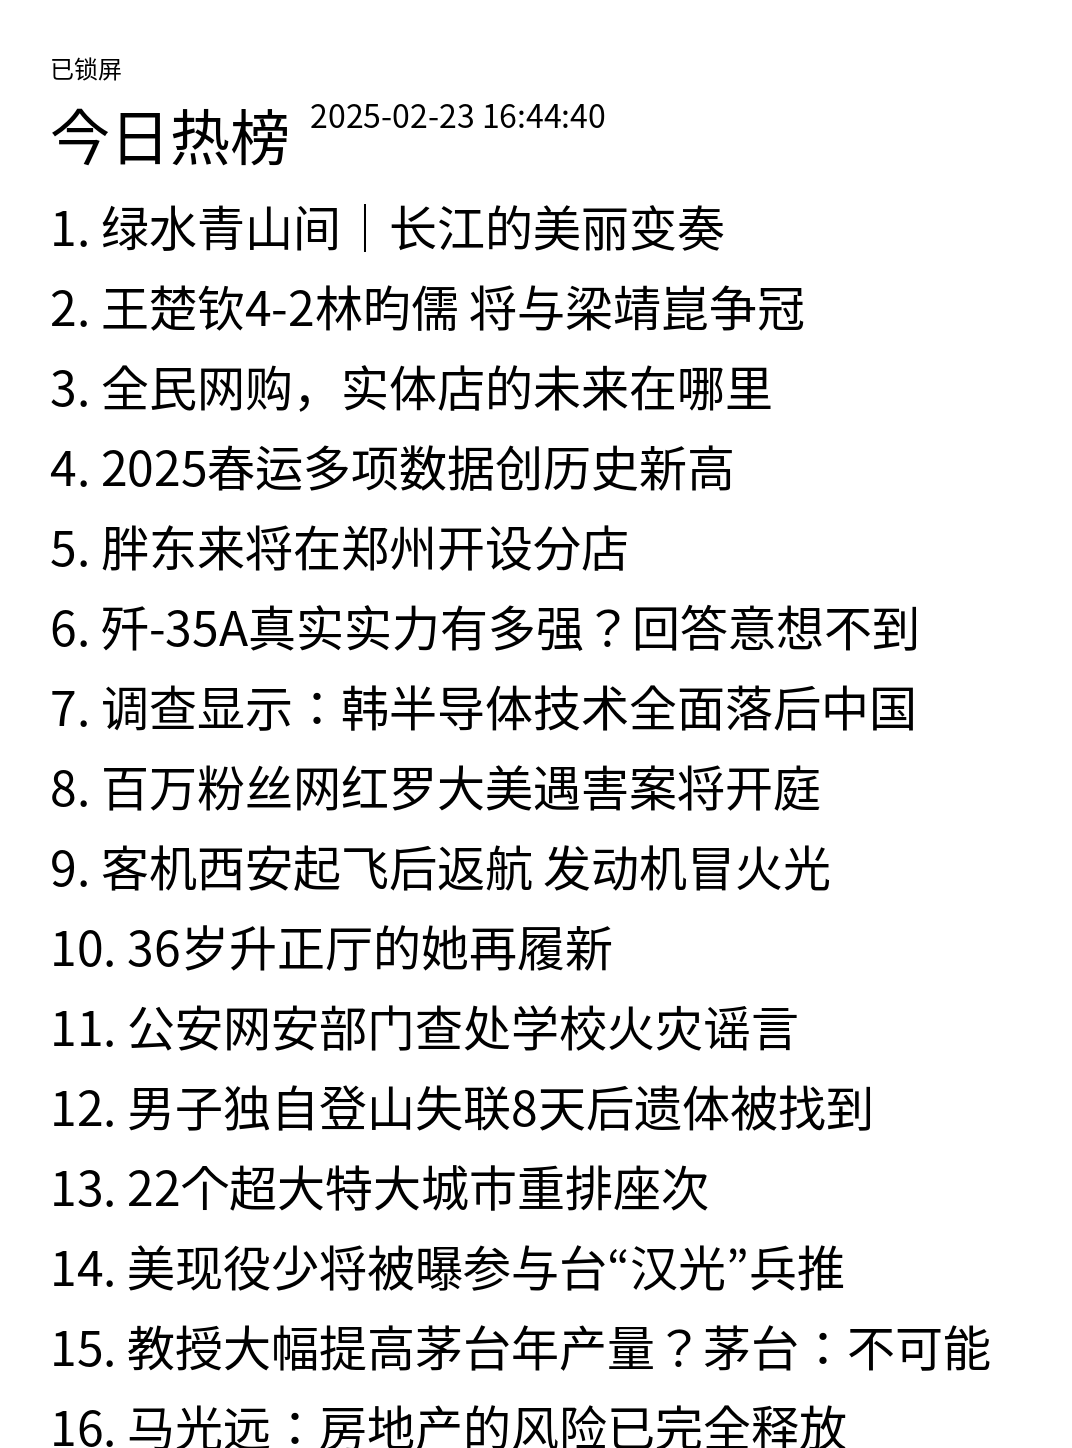 已锁屏
今日热榜 2025-02-23 16:44:40
1. 绿水青山间｜长江的美丽变奏
2. 王楚钦4-2林昀儒 将与梁靖崑争冠
3. 全民网购，实体店的未来在哪里
4. 2025春运多项数据创历史新高
5. 胖东来将在郑州开设分店
6. 歼-35A真实实力有多强？回答意想不到
7. 调查显示：韩半导体技术全面落后中国
8. 百万粉丝网红罗大美遇害案将开庭
9. 客机西安起飞后返航 发动机冒火光
10. 36岁升正厅的她再履新
11. 公安网安部门查处学校火灾谣言
12. 男子独自登山失联8天后遗体被找到
13. 22个超大特大城市重排座次
14. 美现役少将被曝参与台“汉光”兵推
15. 教授大幅提高茅台年产量？茅台：不可能
16. 马光远：房地产的风险已完全释放